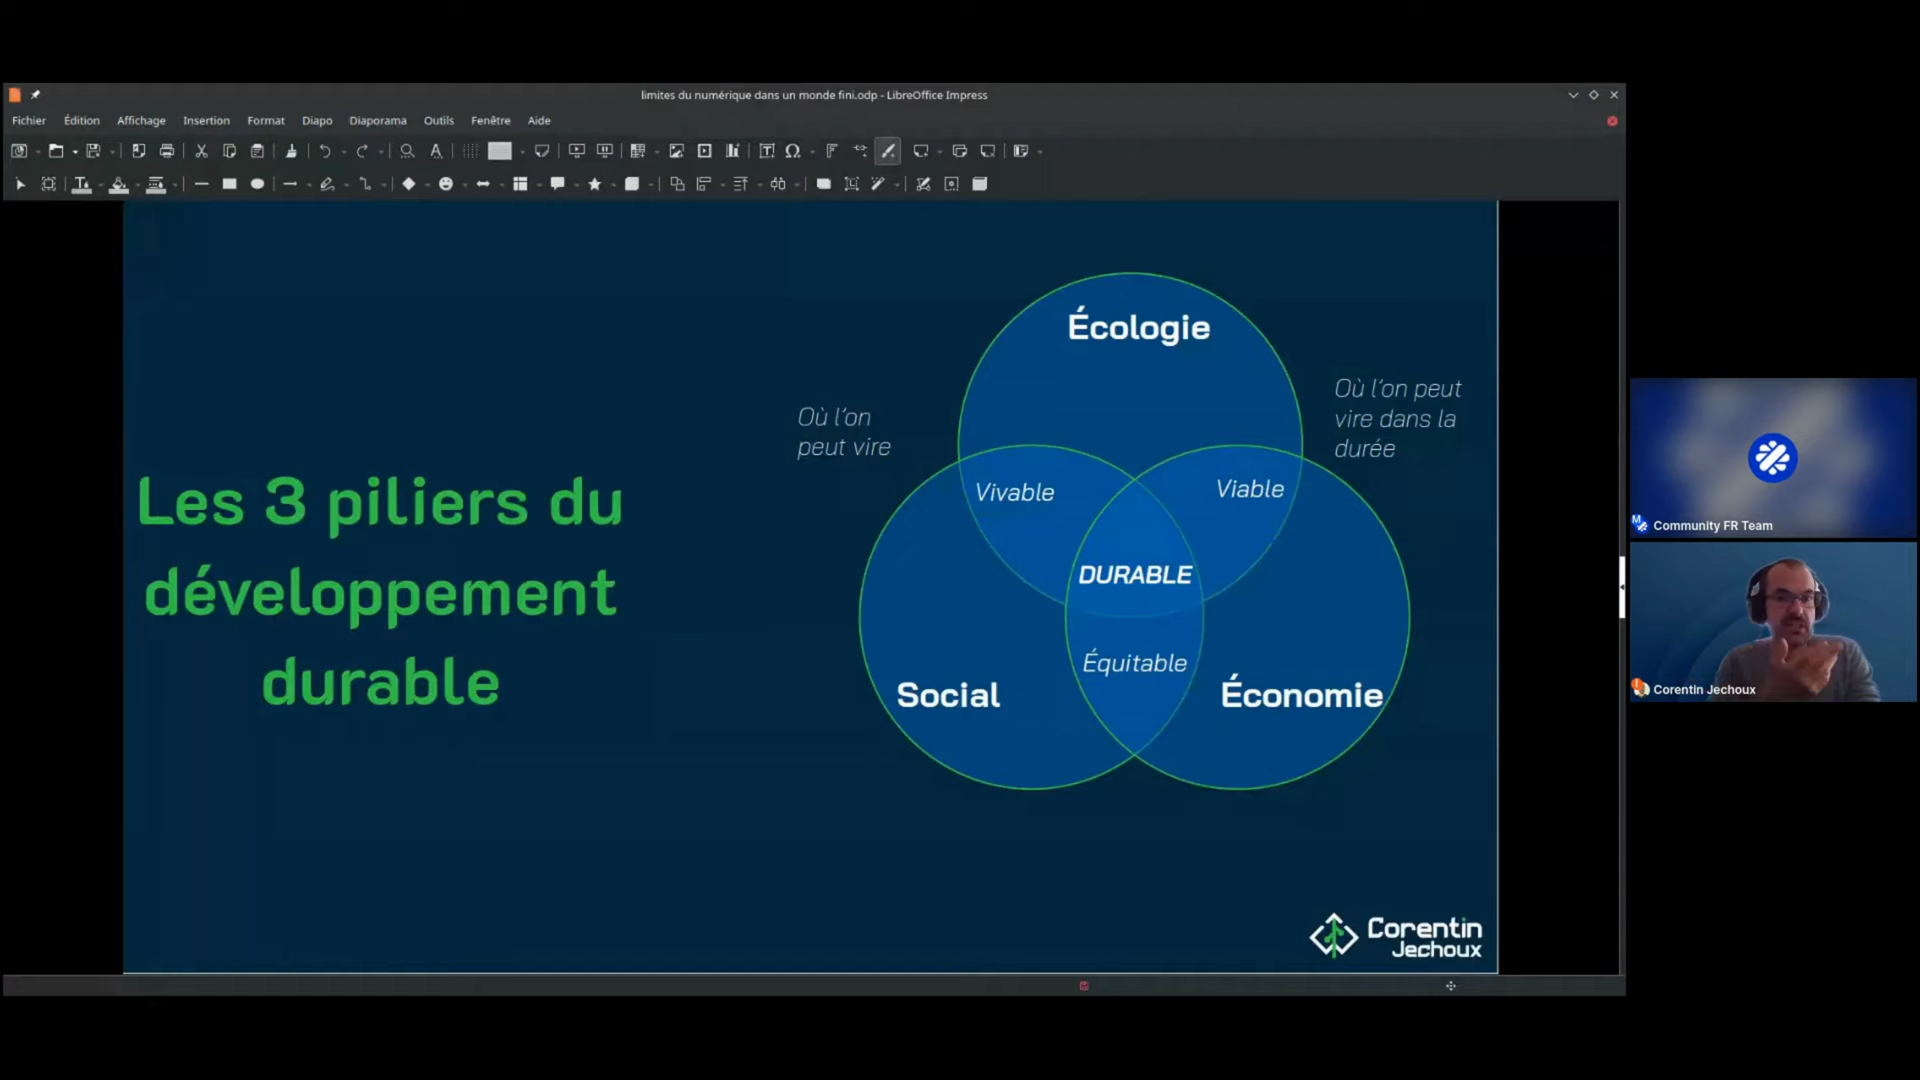 limites du numérique dans un monde fini.odp - LibreOffice Impress
Fichier Édition Affichage Insertion Format Diapo Diaporama Outils Fenêtre Aide
Les 3 piliers du
développement
durable
Écologie
Où l'on
peut vire
Où l'on peut
vire dans la
durée
Vivable
Viable
DURABLE
Équitable
Social
Économie
Corentin
Jechoux
Community FR Team
Corentin Jechoux